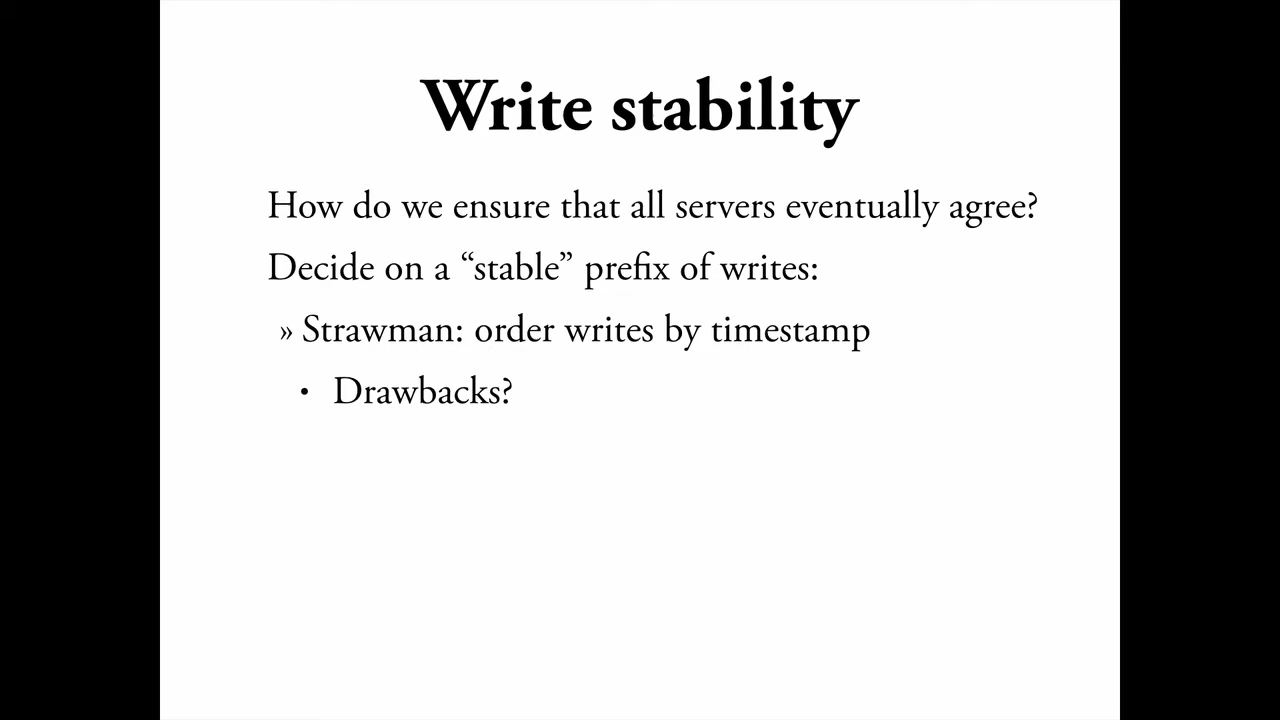 Write stability
How do we ensure that all servers eventually agree?
Decide on a “stable” prefix of writes:
» Strawman: order writes by timestamp
• Drawbacks?